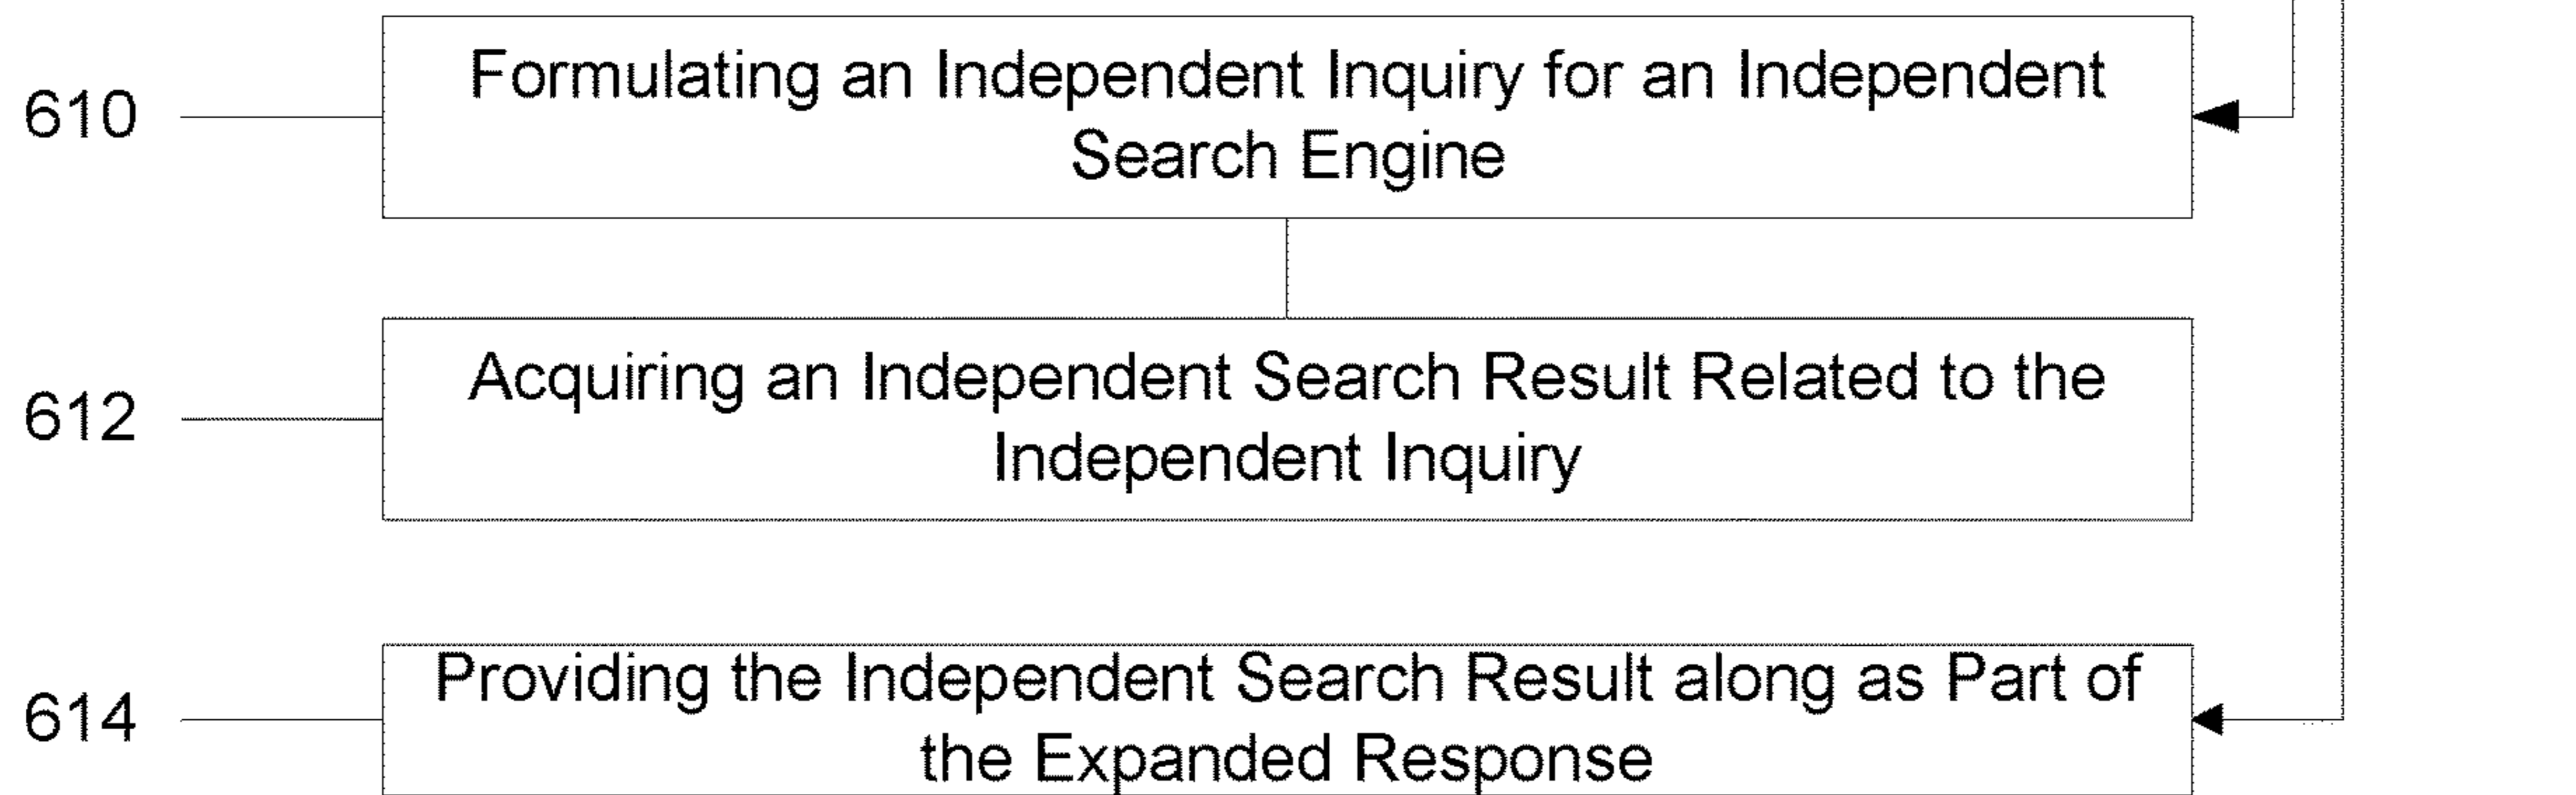 610
Formulating an Independent Inquiry for an Independent
Search Engine
612
Acquiring an Independent Search Result Related to the
Independent Inquiry
614
Providing the Independent Search Result along as Part of
the Expanded Response